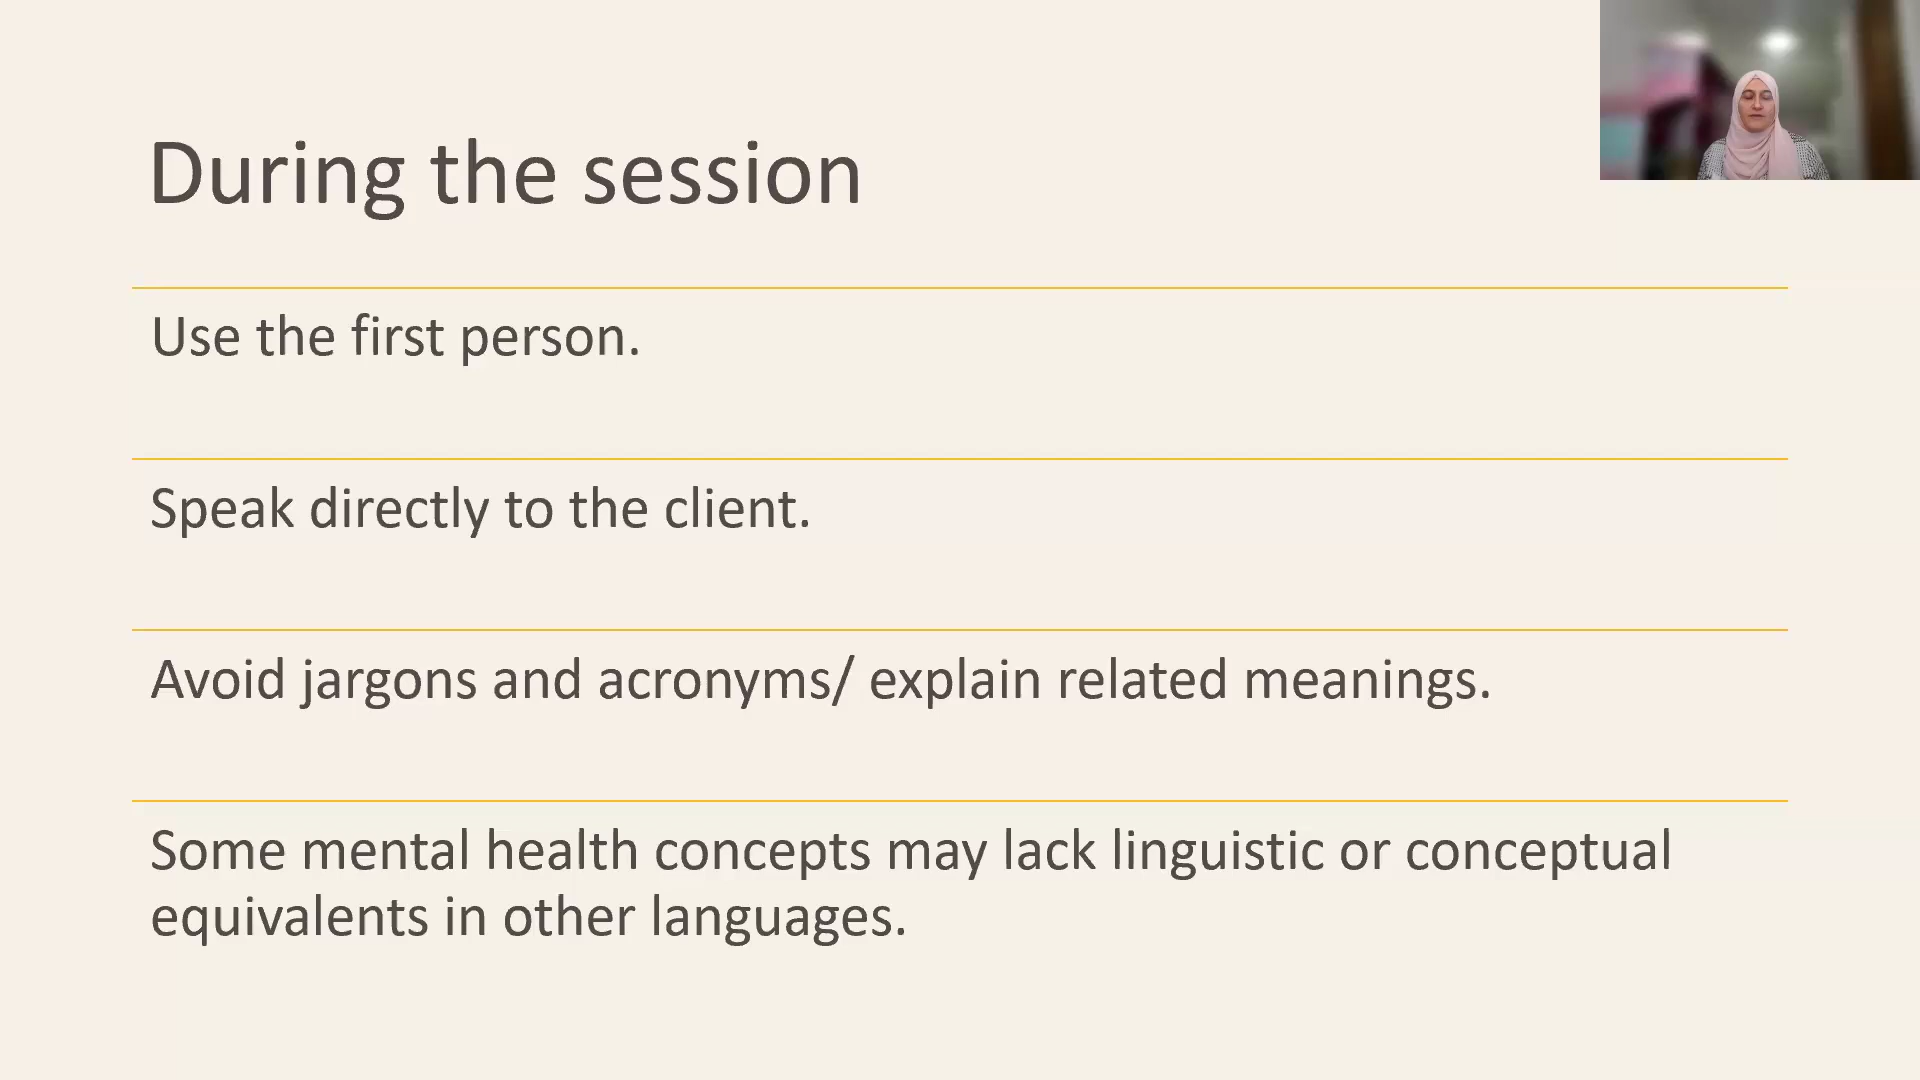 During the session
Use the first person.
Speak directly to the client.
Avoid jargons and acronyms/ explain related meanings.
Some mental health concepts may lack linguistic or conceptual
equivalents in other languages.